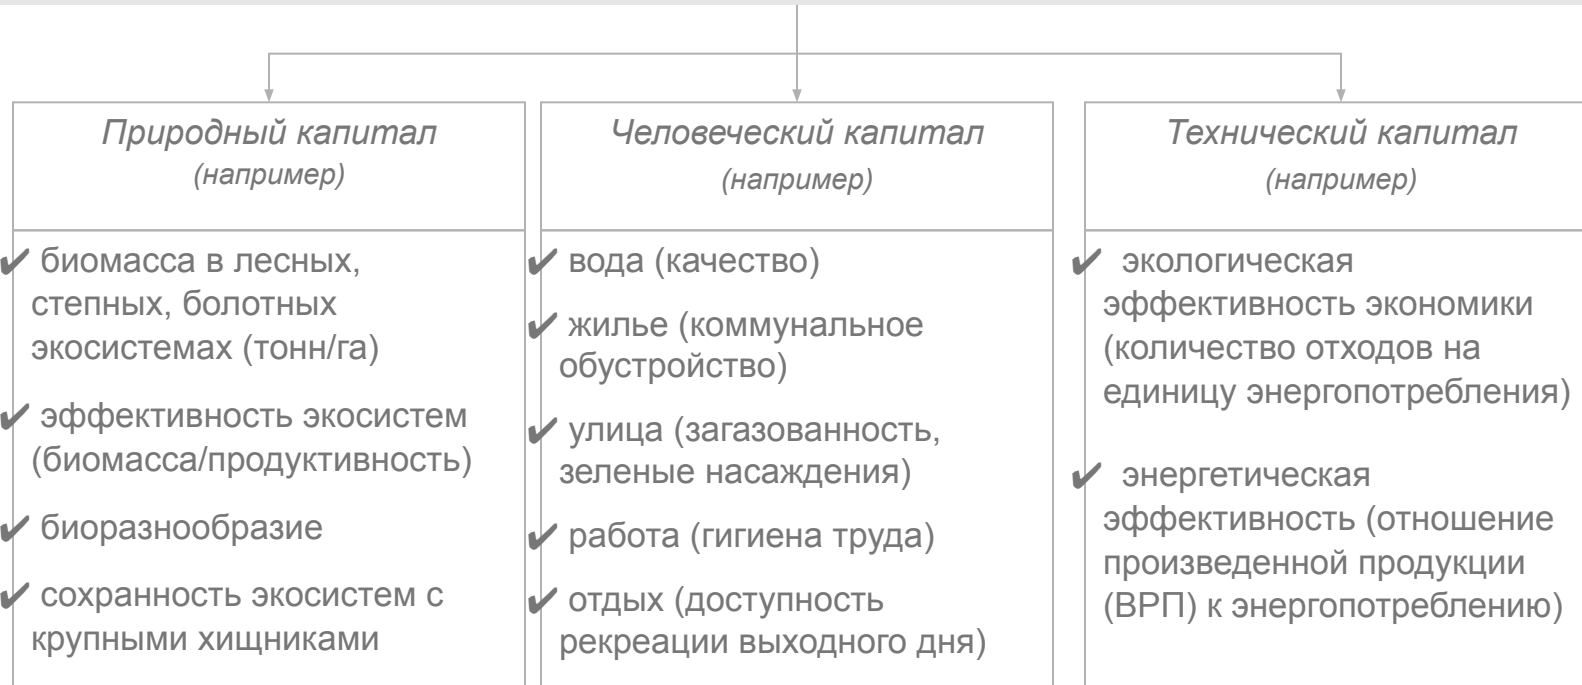 Природный капитал
(например)
✔ биомасса в лесных,
степных, болотных
экосистемах (тонн/га)
✔ эффективность экосистем
(биомасса/продуктивность)
✔ биоразнообразие
✔ сохранность экосистем с
крупными хищниками
Человеческий капитал
(например)
✔ вода (качество)
✔ жилье (коммунальное
обустройство)
✔ улица (загазованность,
зеленые насаждения)
✔ работа (гигиена труда)
✔ отдых (доступность
рекреации выходного дня)
Технический капитал
(например)
✔ экологическая
эффективность экономики
(количество отходов на
единицу энергопотребления)
✔ энергетическая
эффективность (отношение
произведенной продукции
(ВРП) к энергопотреблению)